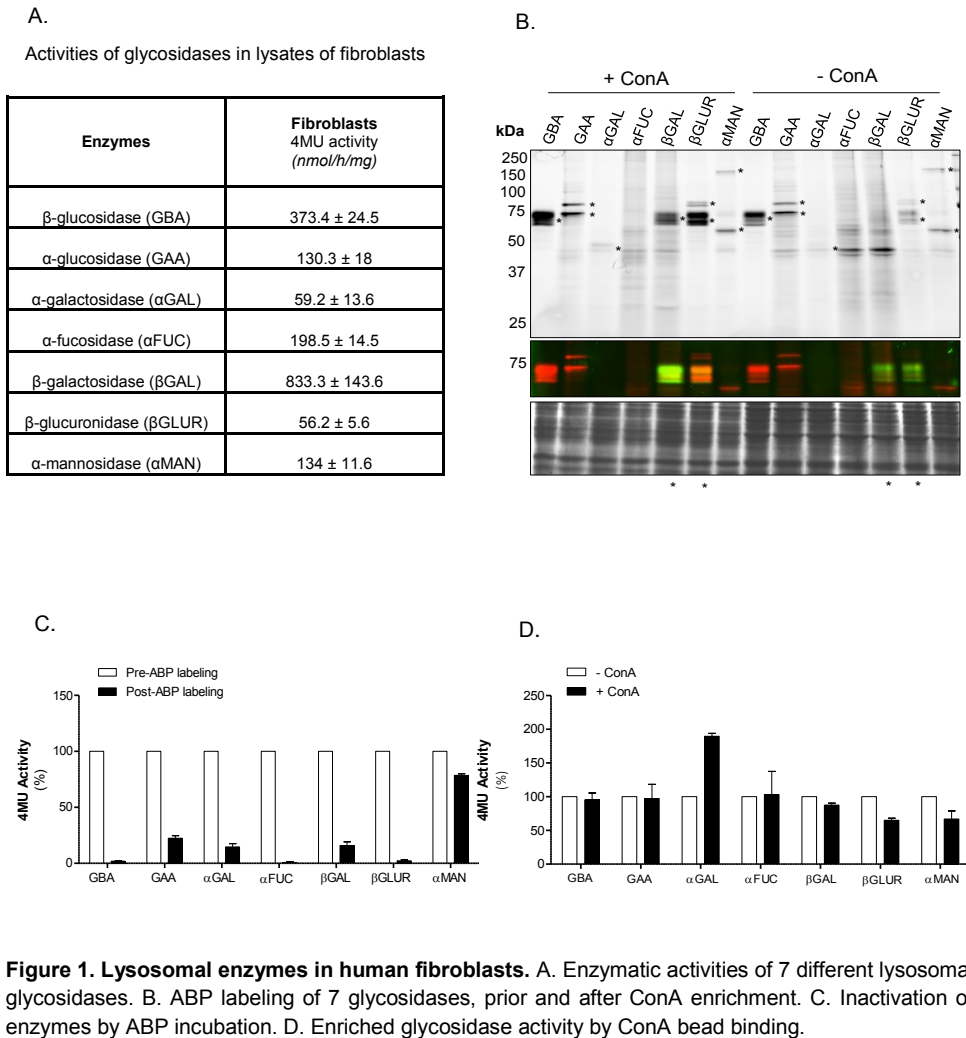 A.
Activities of glycosidases in lysates of fibroblasts
Enzymes
Fibroblasts
4MU activity
(nmol/h/mg)
β-glucosidase (GBA) 373.4 ± 24.5
α-glucosidase (GAA) 130.3 ± 18
α-galactosidase (αGAL) 59.2 ± 13.6
α-fucosidase (αFUC) 198.5 ± 14.5
β-galactosidase (βGAL) 833.3 ± 143.6
β-glucuronidase (βGLUR) 56.2 ± 5.6
α-mannosidase (αMAN) 134 ± 11.6
B.
+ ConA - ConA
kDa GBA GAA αGAL αFUC βGAL βGLUR αMAN GBA GAA αGAL αFUC βGAL βGLUR αMAN
250
150
100
75
50
37
25
75
* * * *
C.
Pre-ABP labeling
Post-ABP labeling
4MU Activity
(%)
150
100
50
0
GBA GAA αGAL αFUC βGAL βGLUR αMAN
D.
- ConA
+ ConA
4MU Activity
(%)
250
200
150
100
50
0
GBA GAA αGAL αFUC βGAL βGLUR αMAN
Figure 1. Lysosomal enzymes in human fibroblasts. A. Enzymatic activities of 7 different lysosoma
glycosidases. B. ABP labeling of 7 glycosidases, prior and after ConA enrichment. C. Inactivation o
enzymes by ABP incubation. D. Enriched glycosidase activity by ConA bead binding.